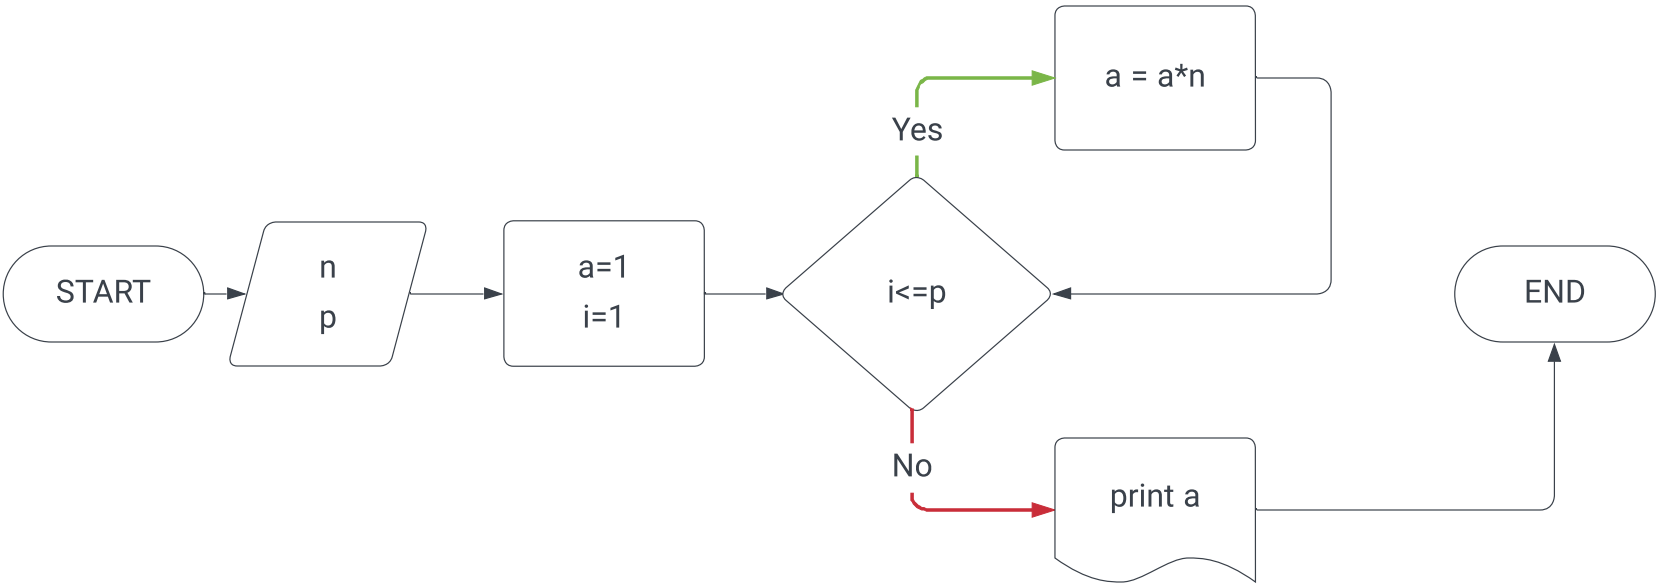 START
n
p
a=1
i=1
i<=p
Yes
a = a*n
No
print a
END